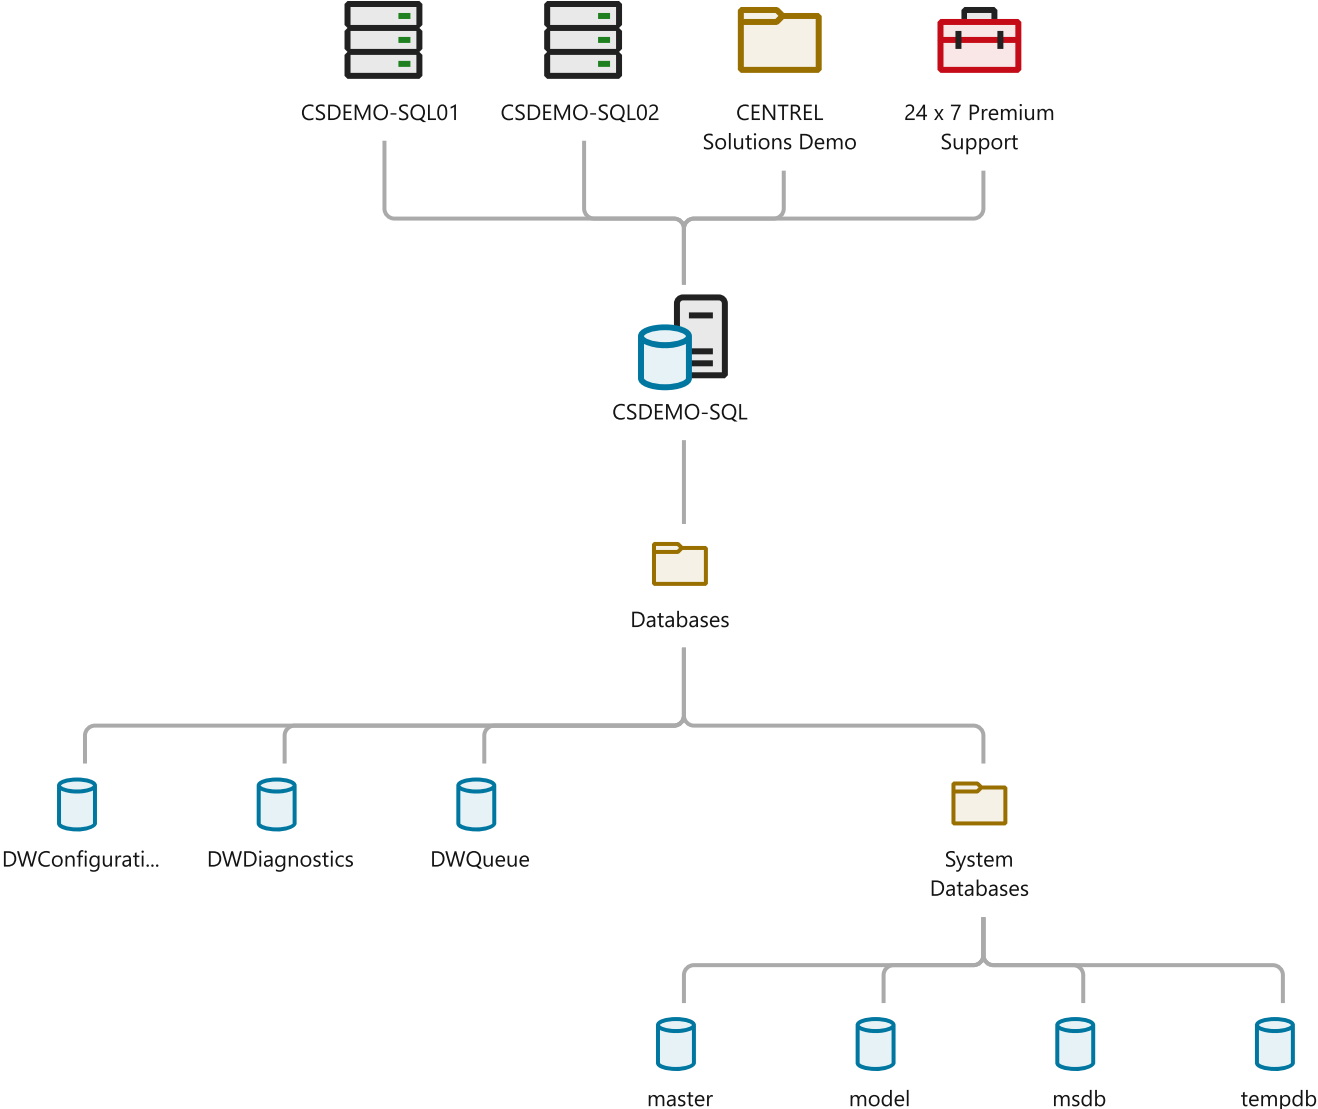 CSDEMO-SQL01
CSDEMO-SQL02
CENTREL
Solutions Demo
24 x 7 Premium
Support
CSDEMO-SQL
Databases
DWConfigurati...
DWDiagnostics
DWQueue
System
Databases
master
model
msdb
tempdb